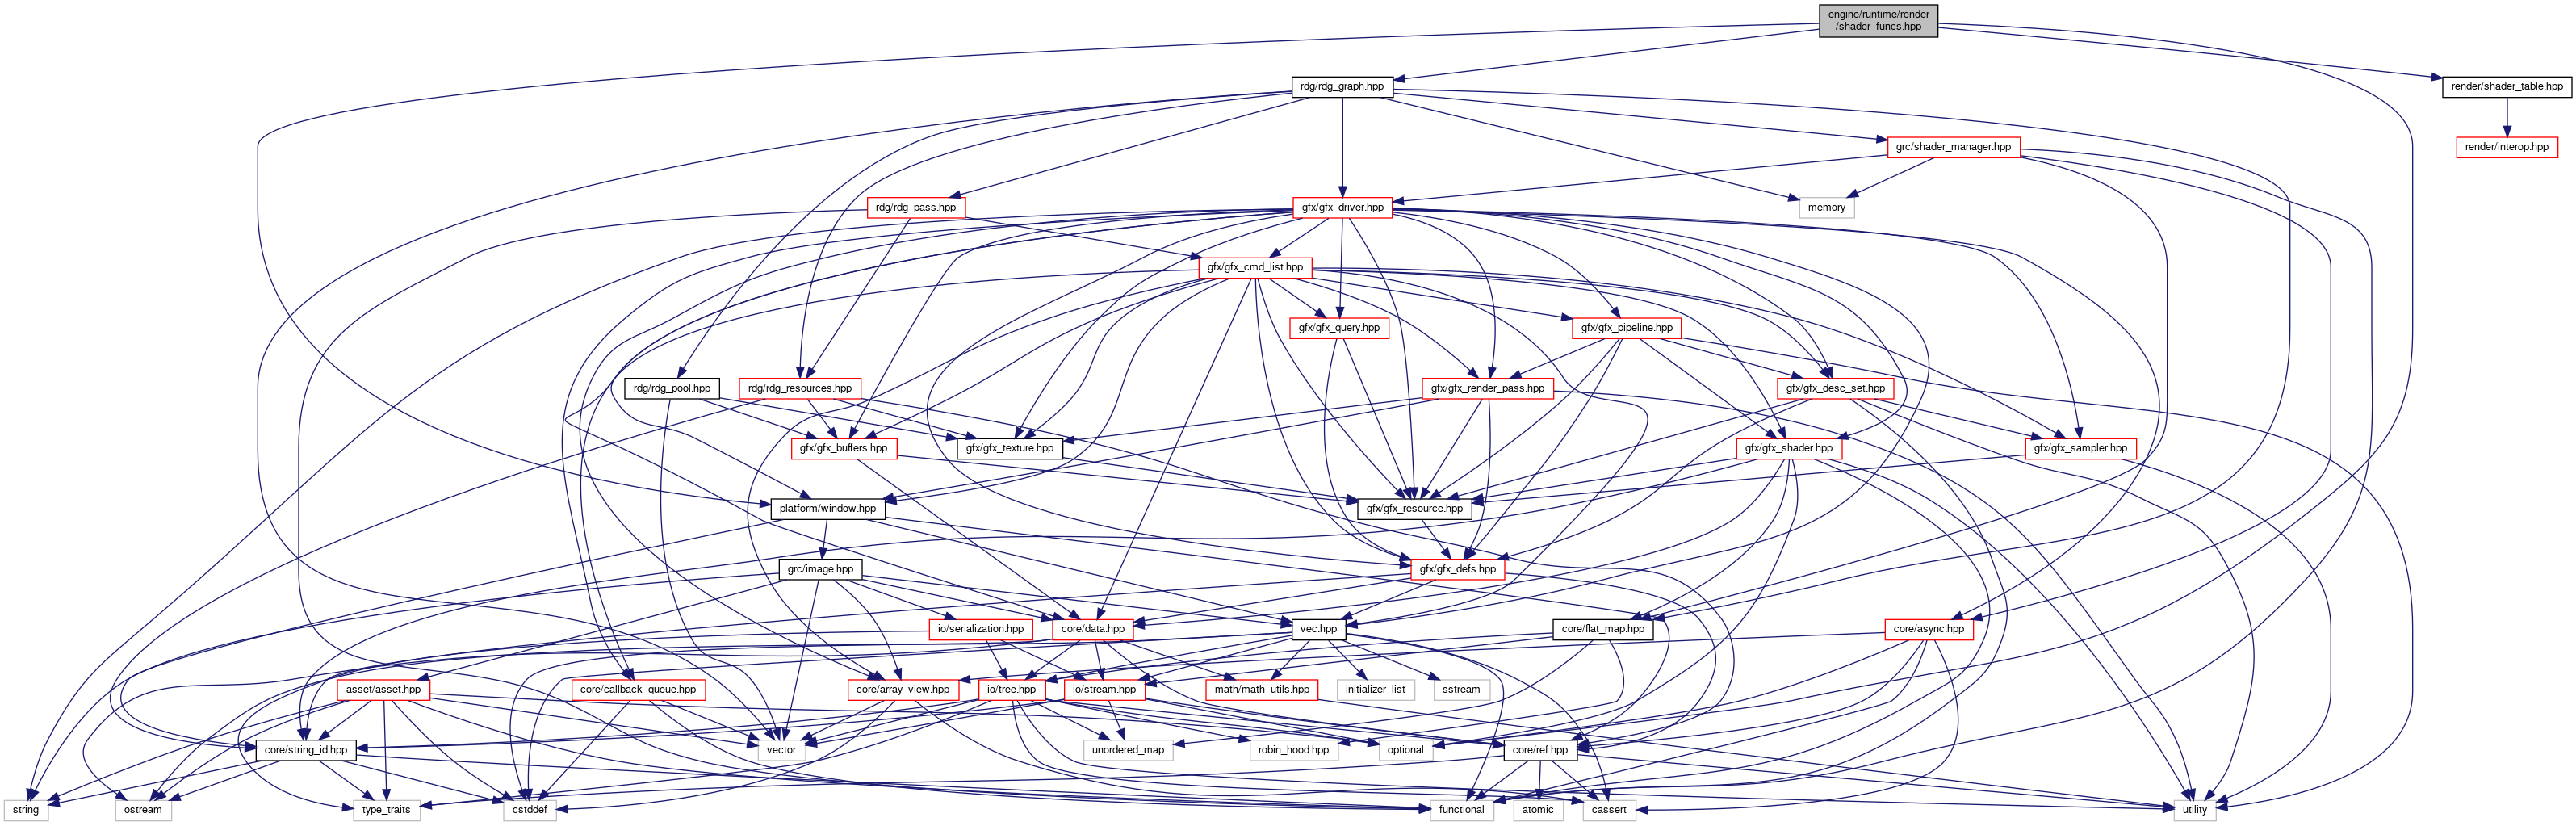 engine/runtime/render
/shader_funcs.hpp
rdg/rdg_graph.hpp
render/shader_table.hpp
grc/shader_manager.hpp
render/interop.hpp
rdg/rdg_pass.hpp
gfx/gfx_driver.hpp
memory
gfx/gfx_cmd_list.hpp
gfx/gfx_query.hpp
gfx/gfx_pipeline.hpp
rdg/rdg_pool.hpp
rdg/rdg_resources.hpp
gfx/gfx_render_pass.hpp
gfx/gfx_desc_set.hpp
gfx/gfx_buffers.hpp
gfx/gfx_texture.hpp
gfx/gfx_shader.hpp
gfx/gfx_sampler.hpp
platform/window.hpp
gfx/gfx_resource.hpp
grc/image.hpp
gfx/gfx_defs.hpp
io/serialization.hpp
core/data.hpp
vec.hpp
core/flat_map.hpp
core/async.hpp
asset/asset.hpp
core/callback_queue.hpp
core/array_view.hpp
io/tree.hpp
io/stream.hpp
math/math_utils.hpp
initializer_list
sstream
core/string_id.hpp
vector
unordered_map
robin_hood.hpp
optional
core/ref.hpp
string
ostream
type_traits
cstddef
functional
atomic
cassert
utility